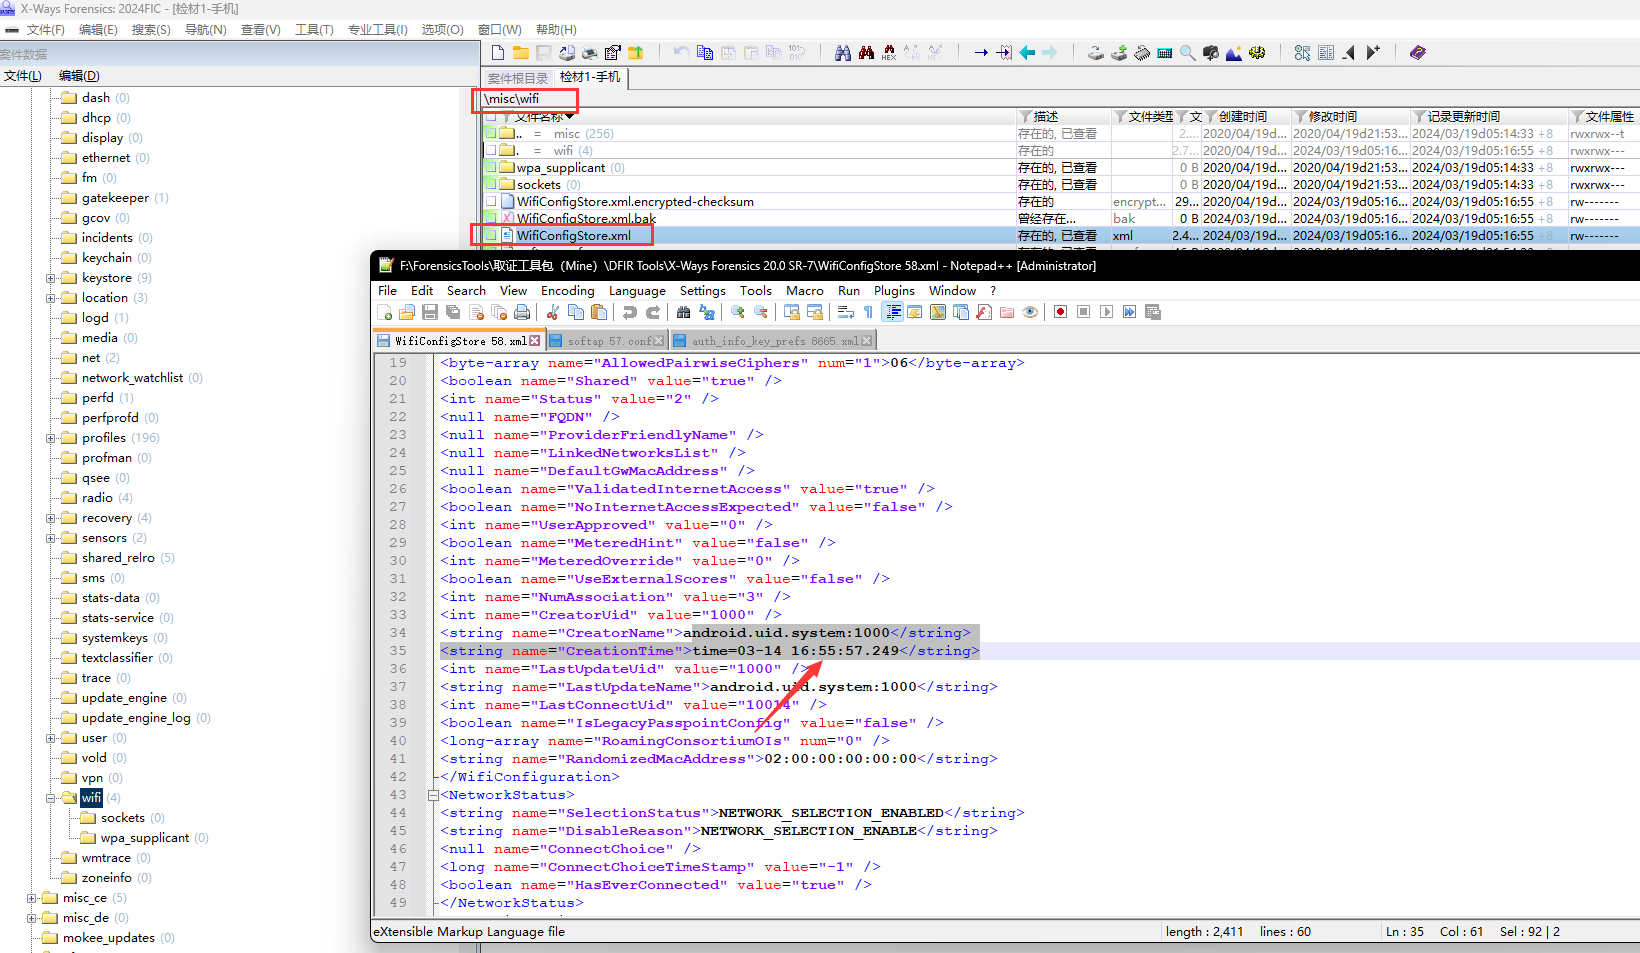 X-Ways Forensics: 2024FIC - [检材1-手机]
文件(F) 编辑(E) 搜索(S) 导航(N) 查看(V) 工具(T) 专业工具(I) 选项(O) 窗口(W) 帮助(H)
案件数据
文件(L) 编辑(D)
dash (0)
dhcp (0)
display (0)
ethernet (0)
fm (0)
gatekeeper (1)
gcov (0)
incidents (0)
keychain (0)
keystore (9)
location (3)
logd (1)
media (0)
net (2)
network_watchlist (0)
perfd (1)
perfprofd (0)
profiles (196)
profman (0)
qsee (0)
radio (4)
recovery (4)
sensors (2)
shared_relro (5)
sms (0)
stats-data (0)
stats-service (0)
systemkeys (0)
textclassifier (0)
trace (0)
update_engine (0)
update_engine_log (0)
user (0)
vold (0)
vpn (0)
wifi (4)
sockets (0)
wpa_supplicant (0)
wmtrace (0)
zoneinfo (0)
misc_ce (5)
misc_de (0)
mokee_updates (0)
案件根目录 检材1-手机
\misc\wifi
文件名称 描述 文件类型 文 创建时间 修改时间 记录更新时间 文件属性
.. = misc (256) 存在的, 已查看 2.... 2020/04/19d... 2020/04/19d21:53... 2024/03/19d05:14:33 +8 rwxrwx--t
. = wifi (4) 存在的 2.7... 2020/04/19d... 2024/03/19d05:16... 2024/03/19d05:16:55 +8 rwxrwx---
wpa_supplicant (0) 存在的, 已查看 0 B 2020/04/19d... 2020/04/19d21:53... 2024/03/19d05:14:33 +8 rwxrwx---
sockets (0) 存在的, 已查看 0 B 2020/04/19d... 2020/04/19d21:53... 2024/03/19d05:16:55 +8 rwxrwx---
WifiConfigStore.xml.encrypted-checksum 存在的 encrypt... 29... 2020/04/19d... 2024/03/19d05:16... 2024/03/19d05:16:55 +8 rw-------
WifiConfigStore.xml.bak 曾经存在... bak 0 B 2024/03/19d... 2024/03/19d05:16... 2024/03/19d05:16:55 +8 rw-------
WifiConfigStore.xml 存在的, 已查看 xml 2.4... 2024/03/19d... 2024/03/19d05:16... 2024/03/19d05:16:55 +8 rw-------
F:\ForensicsTools\取证工具包（Mine）\DFIR Tools\X-Ways Forensics 20.0 SR-7\WifiConfigStore 58.xml - Notepad++ [Administrator]
File Edit Search View Encoding Language Settings Tools Macro Run Plugins Window ?
WifiConfigStore 58.xml softap 57.conf auth_info_key_prefs 8665.xml
19 <byte-array name="AllowedPairwiseCiphers" num="1">06</byte-array>
20 <boolean name="Shared" value="true" />
21 <int name="Status" value="2" />
22 <null name="FQDN" />
23 <null name="ProviderFriendlyName" />
24 <null name="LinkedNetworksList" />
25 <null name="DefaultGwMacAddress" />
26 <boolean name="ValidatedInternetAccess" value="true" />
27 <boolean name="NoInternetAccessExpected" value="false" />
28 <int name="UserApproved" value="0" />
29 <boolean name="MeteredHint" value="false" />
30 <int name="MeteredOverride" value="0" />
31 <boolean name="UseExternalScores" value="false" />
32 <int name="NumAssociation" value="3" />
33 <int name="CreatorUid" value="1000" />
34 <string name="CreatorName">android.uid.system:1000</string>
35 <string name="CreationTime">time=03-14 16:55:57.249</string>
36 <int name="LastUpdateUid" value="1000" />
37 <string name="LastUpdateName">android.uid.system:1000</string>
38 <int name="LastConnectUid" value="10014" />
39 <boolean name="IsLegacyPasspointConfig" value="false" />
40 <long-array name="RoamingConsortiumOIs" num="0" />
41 <string name="RandomizedMacAddress">02:00:00:00:00:00</string>
42 </WifiConfiguration>
43 <NetworkStatus>
44 <string name="SelectionStatus">NETWORK_SELECTION_ENABLED</string>
45 <string name="DisableReason">NETWORK_SELECTION_ENABLE</string>
46 <null name="ConnectChoice" />
47 <long name="ConnectChoiceTimeStamp" value="-1" />
48 <boolean name="HasEverConnected" value="true" />
49 </NetworkStatus>
eXtensible Markup Language file length : 2,411 lines : 60 Ln : 35 Col : 61 Sel : 92 | 2